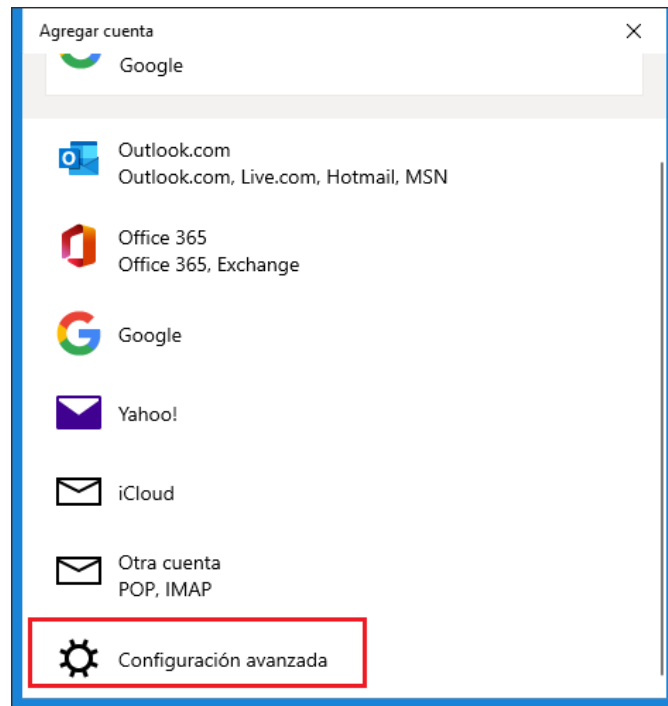 Agregar cuenta
Google
Outlook.com
Outlook.com, Live.com, Hotmail, MSN
Office 365
Office 365, Exchange
Google
Yahoo!
iCloud
Otra cuenta
POP, IMAP
Configuración avanzada